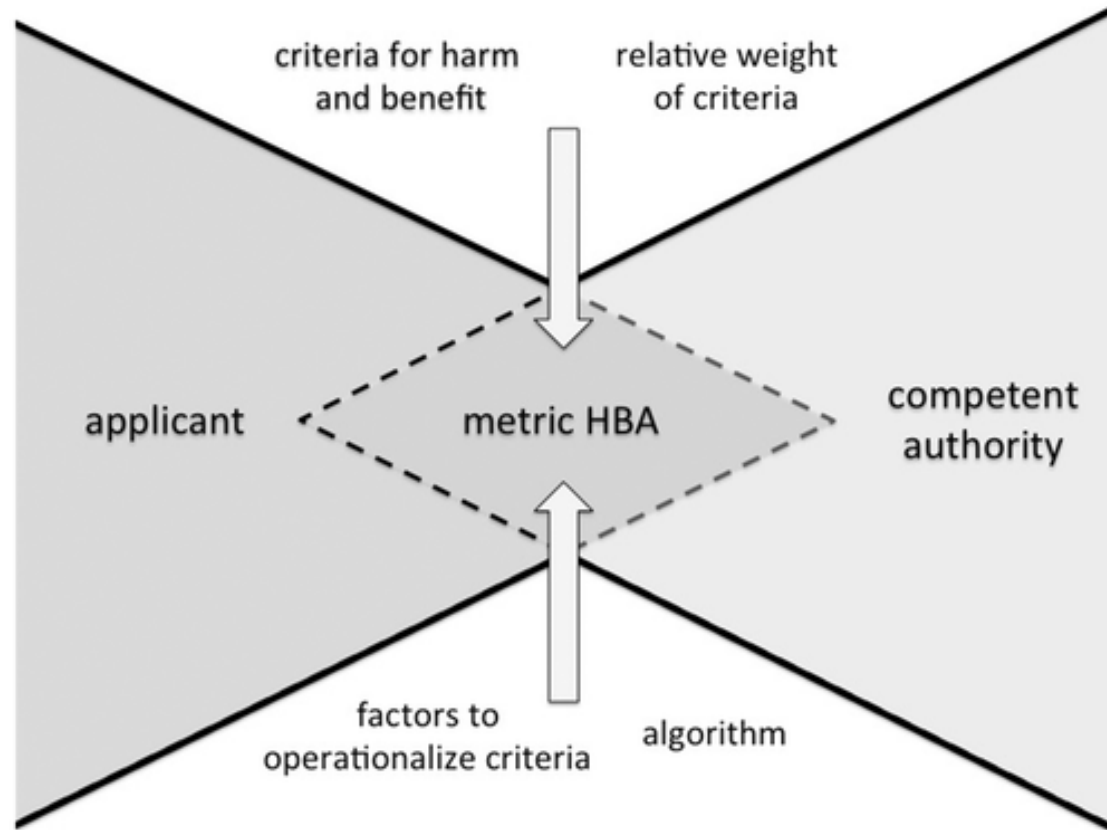 criteria for harm
and benefit
relative weight
of criteria
applicant
metric HBA
competent
authority
factors to
operationalize criteria
algorithm